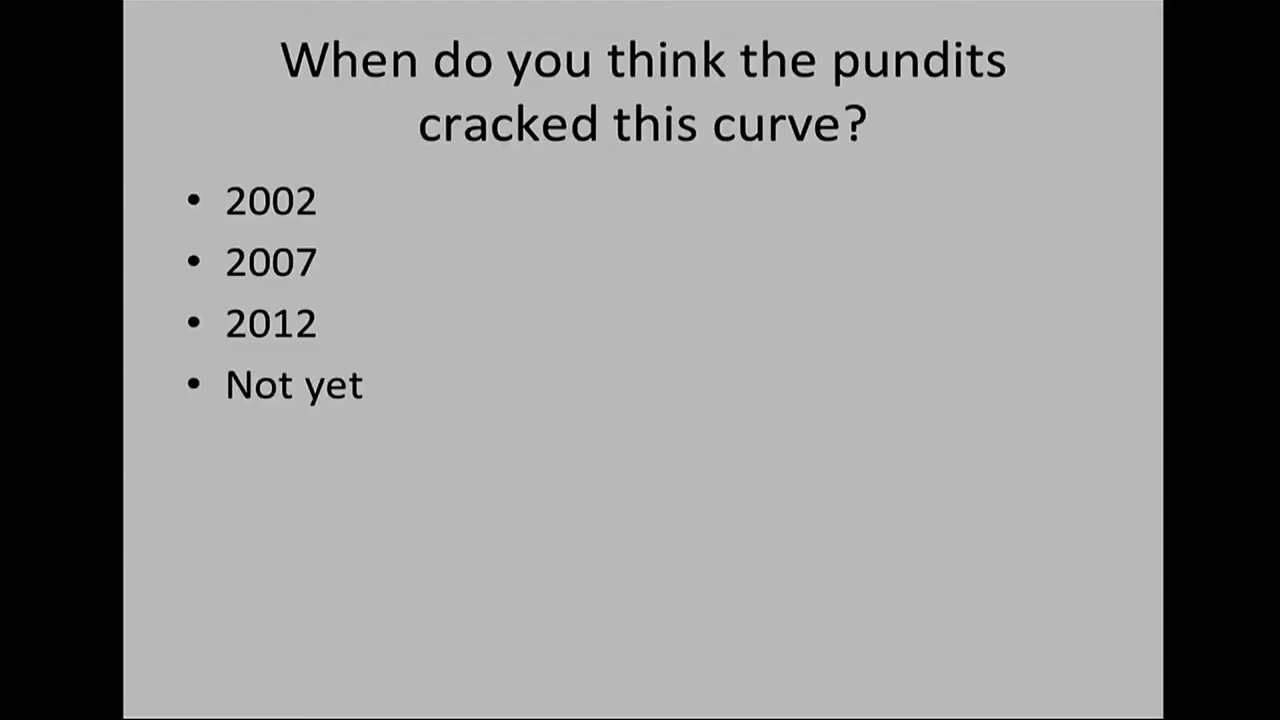 When do you think the pundits
cracked this curve?
• 2002
• 2007
• 2012
• Not yet